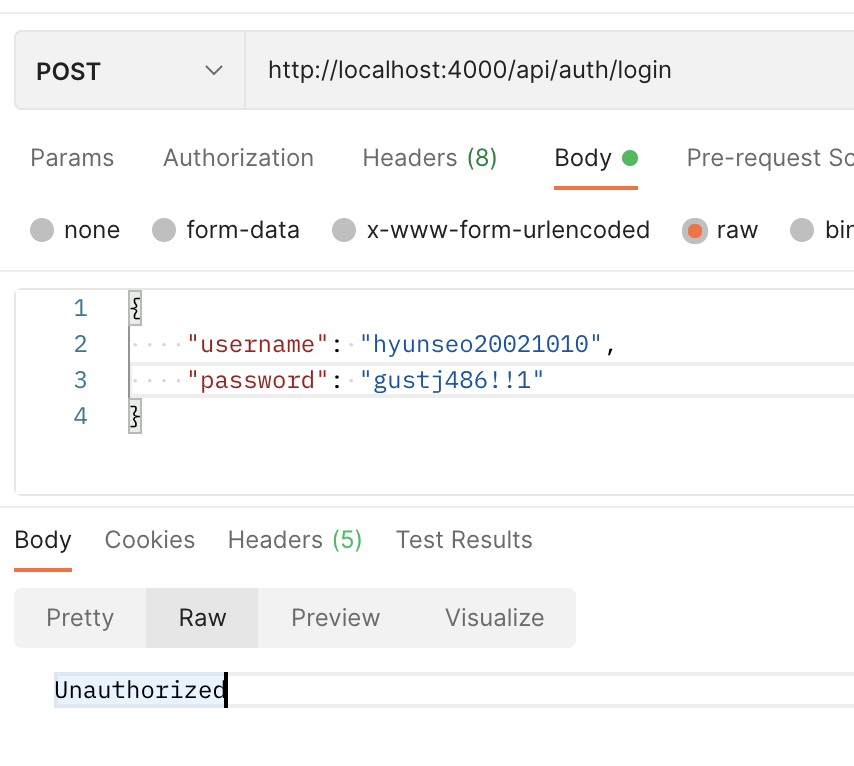 POST http://localhost:4000/api/auth/login
Params Authorization Headers (8) Body Pre-request Sc
none form-data x-www-form-urlencoded raw bin
1 {
2 "username": "hyunseo20021010",
3 "password": "gustj486!!1"
4 }
Body Cookies Headers (5) Test Results
Pretty Raw Preview Visualize
Unauthorized